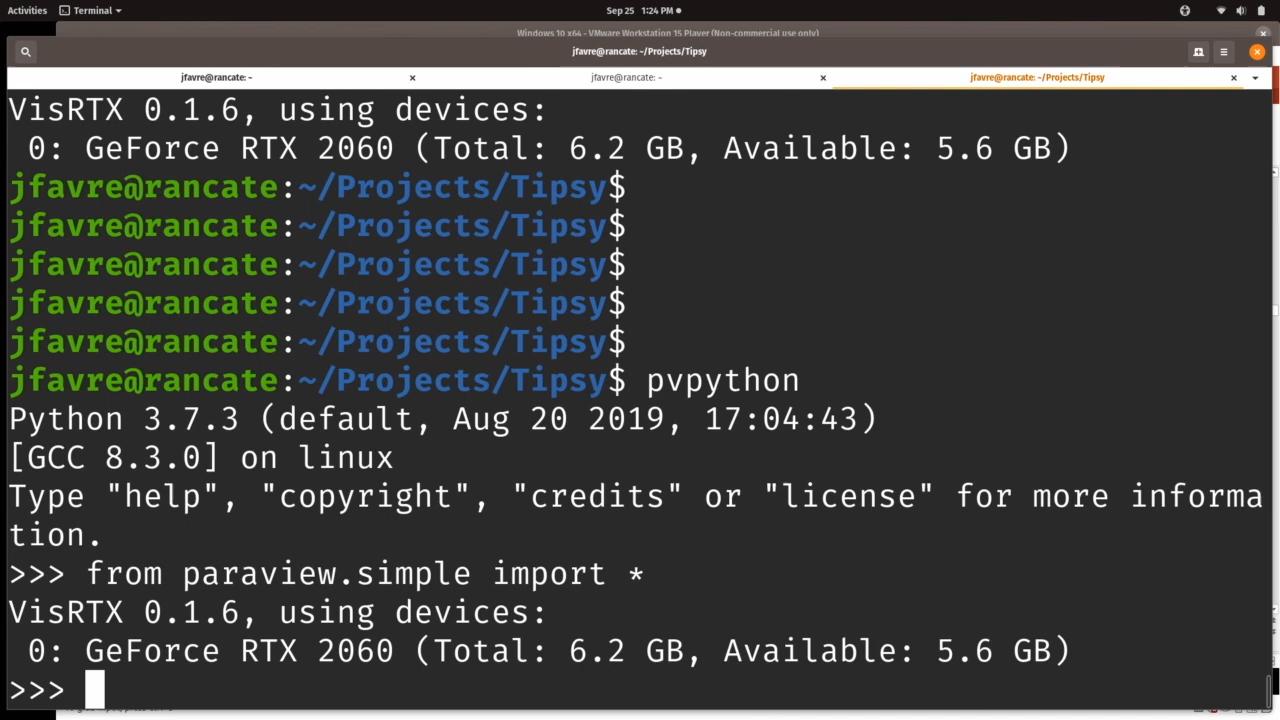 Activities Terminal Sep 25 1:24 PM
Windows 10 x64 - VMware Workstation 15 Player (Non-commercial use only)
jfavre@rancate: ~/Projects/Tipsy
jfavre@rancate: ~ jfavre@rancate: ~ jfavre@rancate: ~/Projects/Tipsy
VisRTX 0.1.6, using devices:
0: GeForce RTX 2060 (Total: 6.2 GB, Available: 5.6 GB)
jfavre@rancate:~/Projects/Tipsy$
jfavre@rancate:~/Projects/Tipsy$
jfavre@rancate:~/Projects/Tipsy$
jfavre@rancate:~/Projects/Tipsy$
jfavre@rancate:~/Projects/Tipsy$
jfavre@rancate:~/Projects/Tipsy$ pvpython
Python 3.7.3 (default, Aug 20 2019, 17:04:43)
[GCC 8.3.0] on linux
Type "help", "copyright", "credits" or "license" for more informa
tion.
>>> from paraview.simple import *
VisRTX 0.1.6, using devices:
0: GeForce RTX 2060 (Total: 6.2 GB, Available: 5.6 GB)
>>>